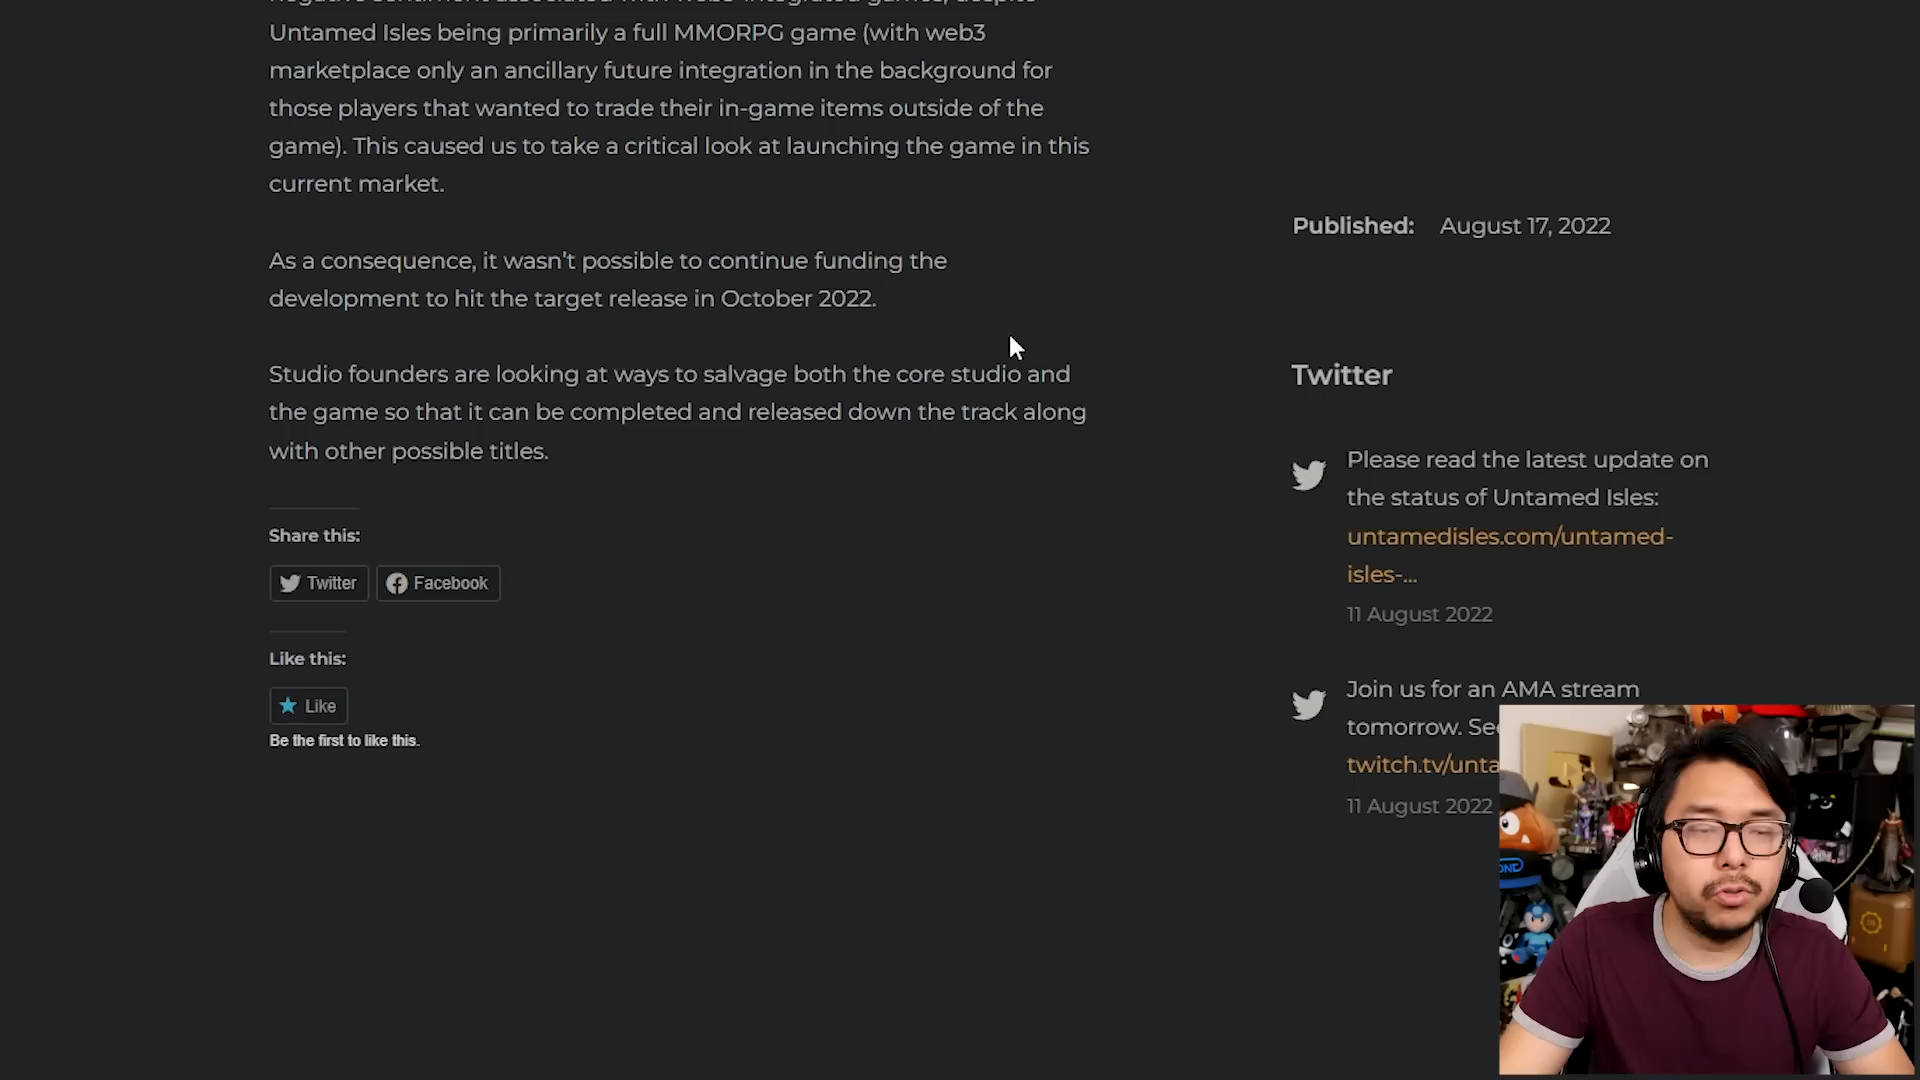 Untamed Isles being primarily a full MMORPG game (with web3
marketplace only an ancillary future integration in the background for
those players that wanted to trade their in-game items outside of the
game). This caused us to take a critical look at launching the game in this
current market.
As a consequence, it wasn't possible to continue funding the
development to hit the target release in October 2022.
Studio founders are looking at ways to salvage both the core studio and
the game so that it can be completed and released down the track along
with other possible titles.
Share this:
Twitter Facebook
Like this:
Like
Be the first to like this.
Published: August 17, 2022
Twitter
Please read the latest update on
the status of Untamed Isles:
untamedisles.com/untamed-
isles-...
11 August 2022
Join us for an AMA stream
tomorrow.
twitch.tv/unta
11 August 2022